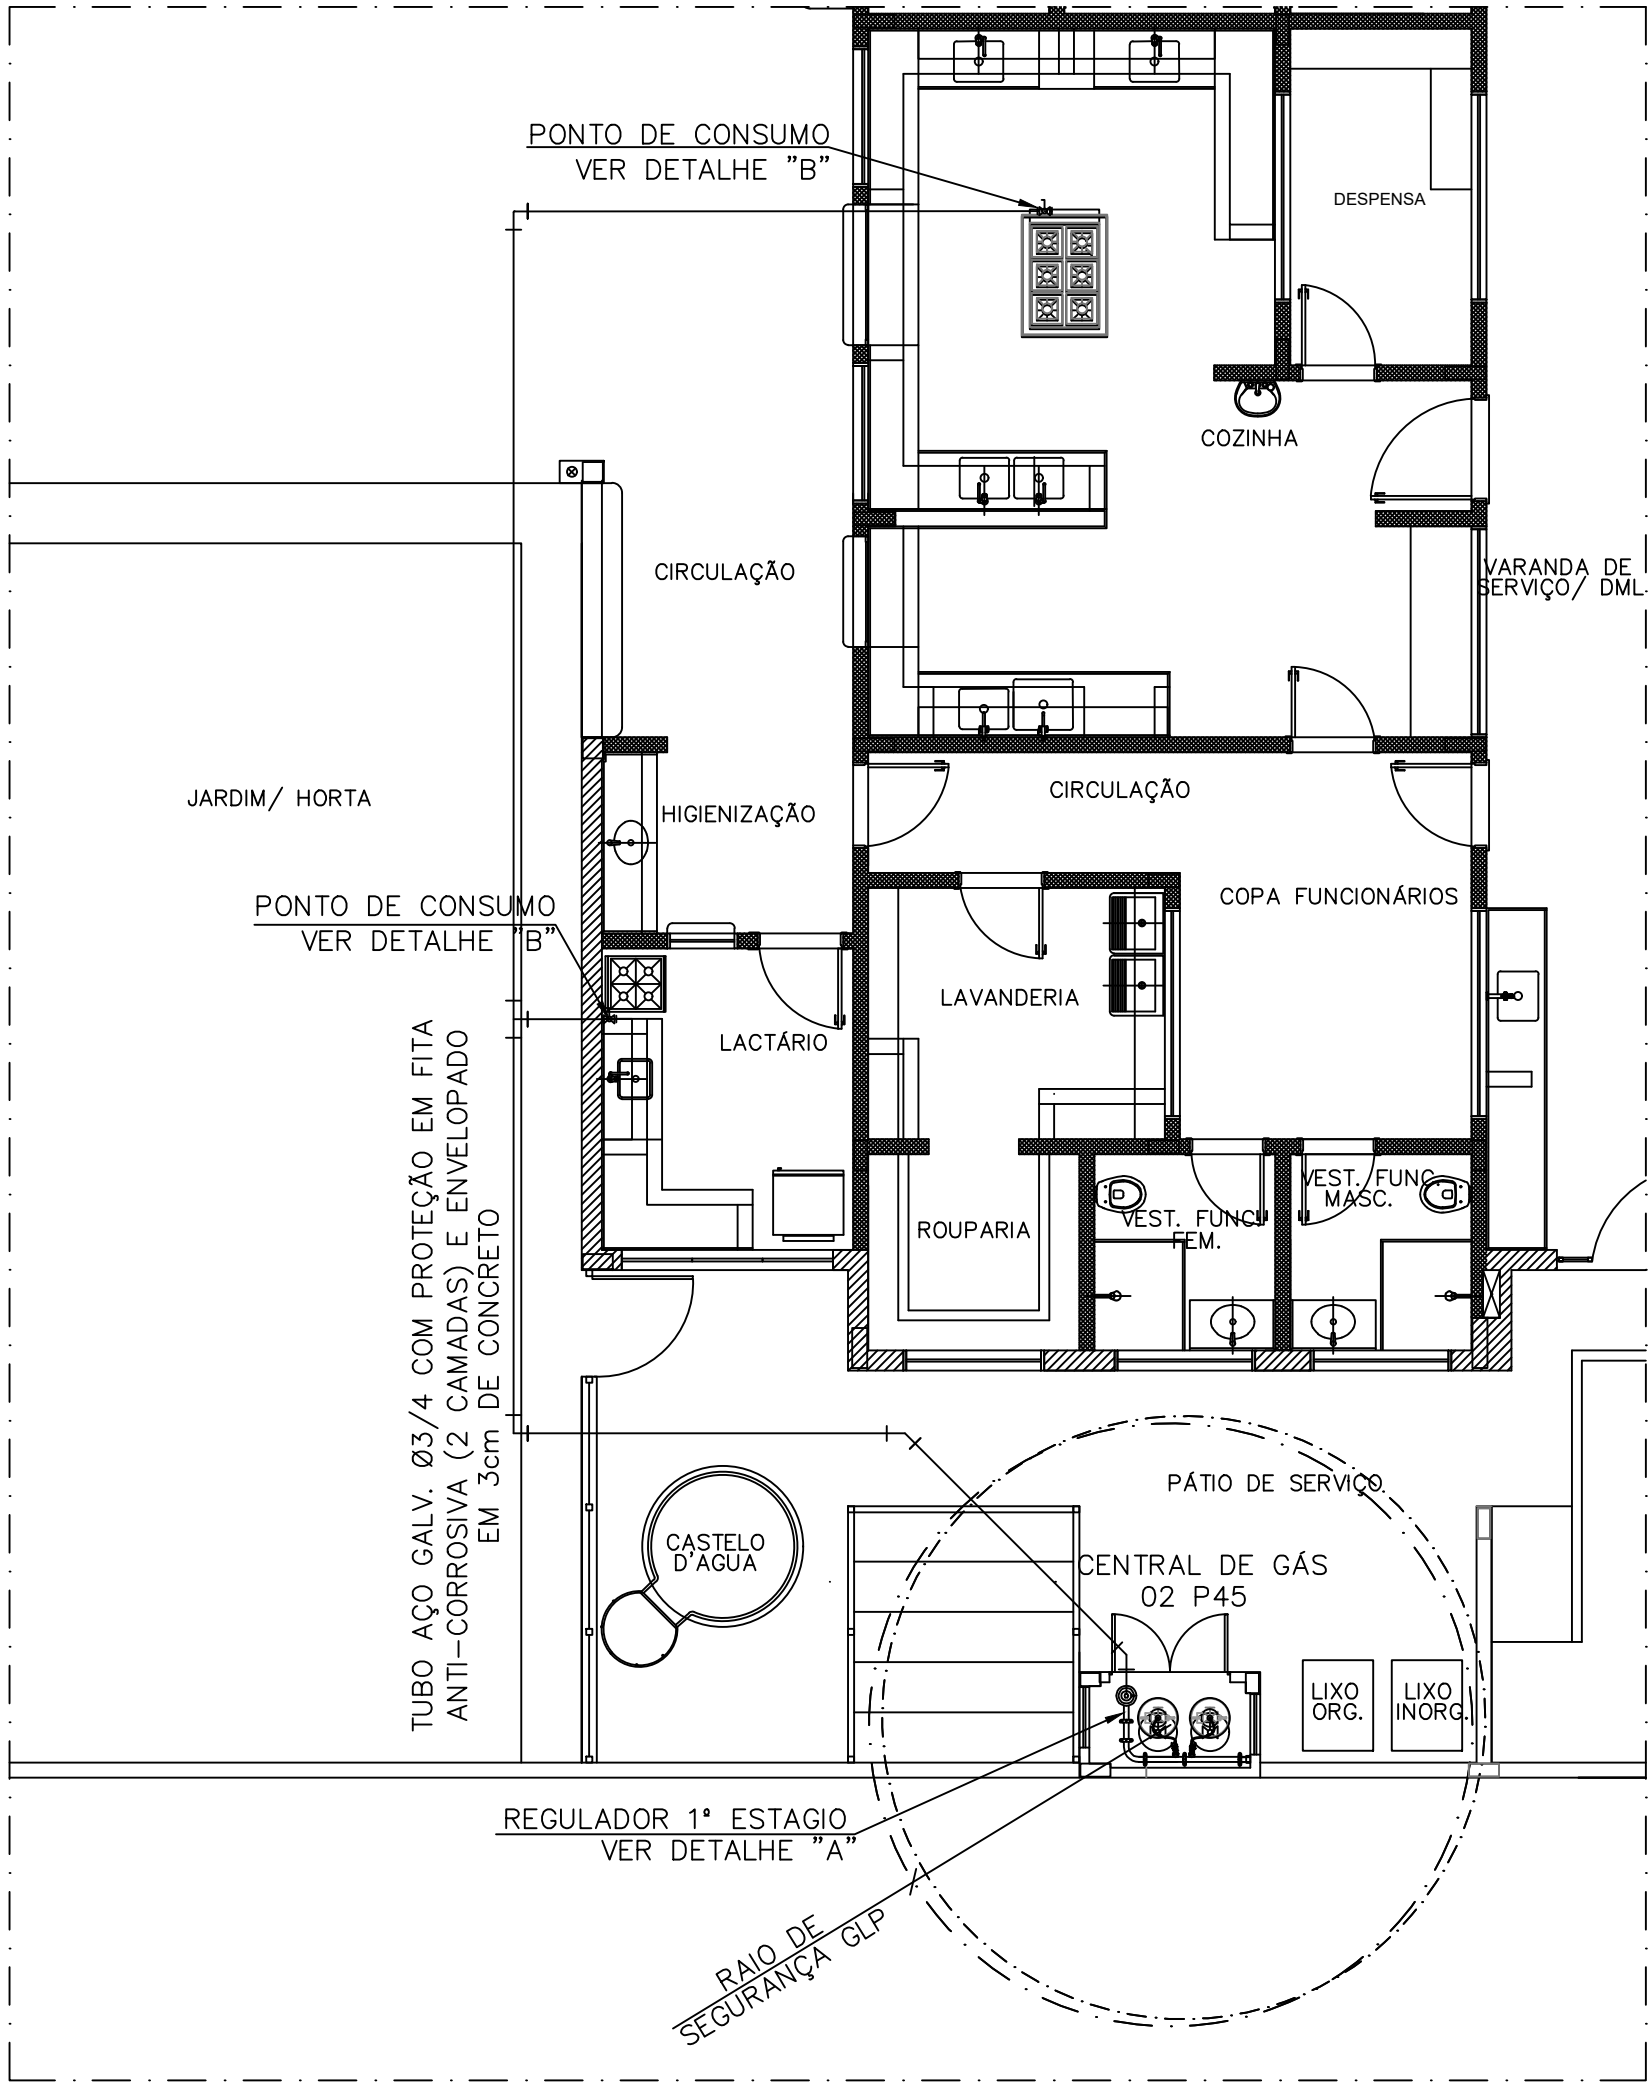 PONTO DE CONSUMO
VER DETALHE "B"
DESPENSA
COZINHA
CIRCULAÇÃO
VARANDA DE
SERVIÇO/ DML
JARDIM/ HORTA
HIGIENIZAÇÃO
CIRCULAÇÃO
COPA FUNCIONÁRIOS
PONTO DE CONSUMO
VER DETALHE "B"
LAVANDERIA
LACTÁRIO
TUBO AÇO GALV. Ø3/4 COM PROTEÇÃO EM FITA
ANTI-CORROSIVA (2 CAMADAS) E ENVELOPADO
EM 3cm DE CONCRETO
ROUPARIA
VEST. FUNC.
FEM.
VEST. FUNC.
MASC.
PÁTIO DE SERVIÇO
CASTELO
D'AGUA
CENTRAL DE GÁS
02 P45
LIXO
ORG.
LIXO
INORG.
REGULADOR 1º ESTAGIO
VER DETALHE "A"
RAIO DE
SEGURANÇA GLP